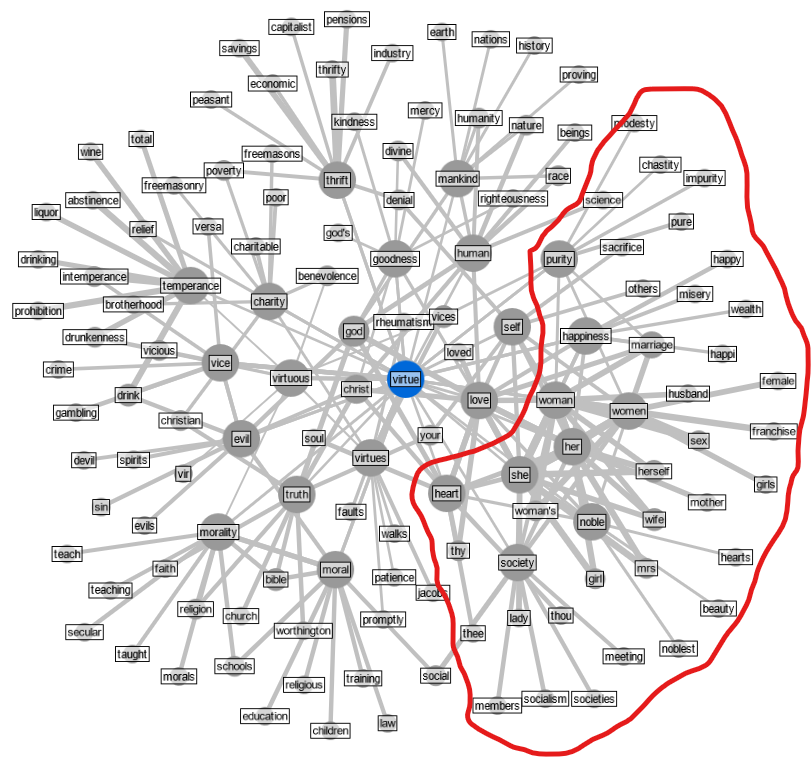 pensions
capitalist
earth
nations
history
savings
industry
thrifty
proving
economic
peasant
mercy
humanity
kindness
nature
modesty
beings
total
wine
freemasons
divine
chastity
poverty
thrift
mankind
race
impurity
freemasonry
abstinence
poor
denial
righteousness
science
liquor
versa
pure
relief
god's
charitable
sacrifice
human
drinking
goodness
purity
happy
intemperance
benevolence
temperance
others
misery
brotherhood
charity
wealth
prohibition
vices
rheumatism
self
god
drunkenness
happiness
marriage
vicious
loved
happi
crime
vice
virtuous
virtue
female
christ
husband
drink
love
woman
women
gambling
christian
franchise
evil
soul
your
sex
her
devil
spirits
virtues
vir
she
herself
girls
truth
heart
mother
sin
woman's
faults
wife
noble
evils
morality
walks
teach
thy
hearts
society
faith
moral
mrs
bible
patience
girl
teaching
jacobs
religion
beauty
church
promptly
thou
lady
secular
worthington
thee
noblest
taught
meeting
schools
morals
social
training
religious
socialism
societies
members
education
law
children